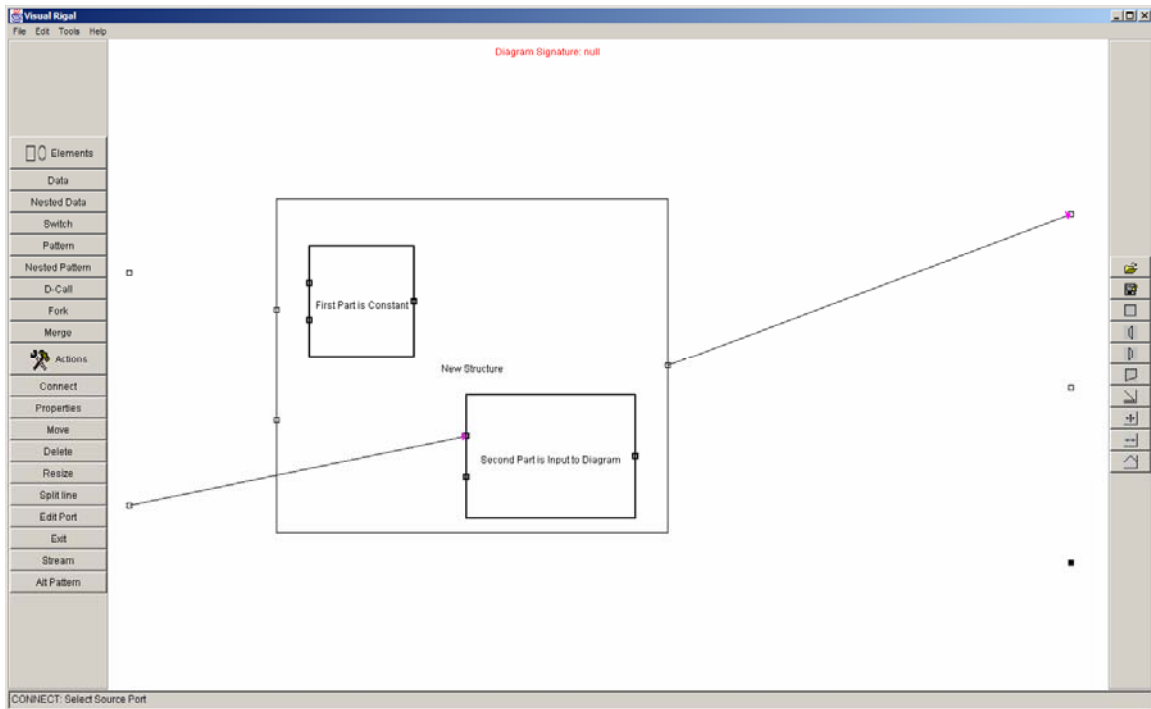 Visual Rigal
File Edit Tools Help
Diagram Signature: null
Elements
Data
Nested Data
Switch
Pattern
Nested Pattern
D-Call
Fork
Merge
Actions
Connect
Properties
Move
Delete
Resize
Split line
Edit Port
Exit
Stream
Alt Pattern
First Part is Constant
New Structure
Second Part is Input to Diagram
CONNECT: Select Source Port